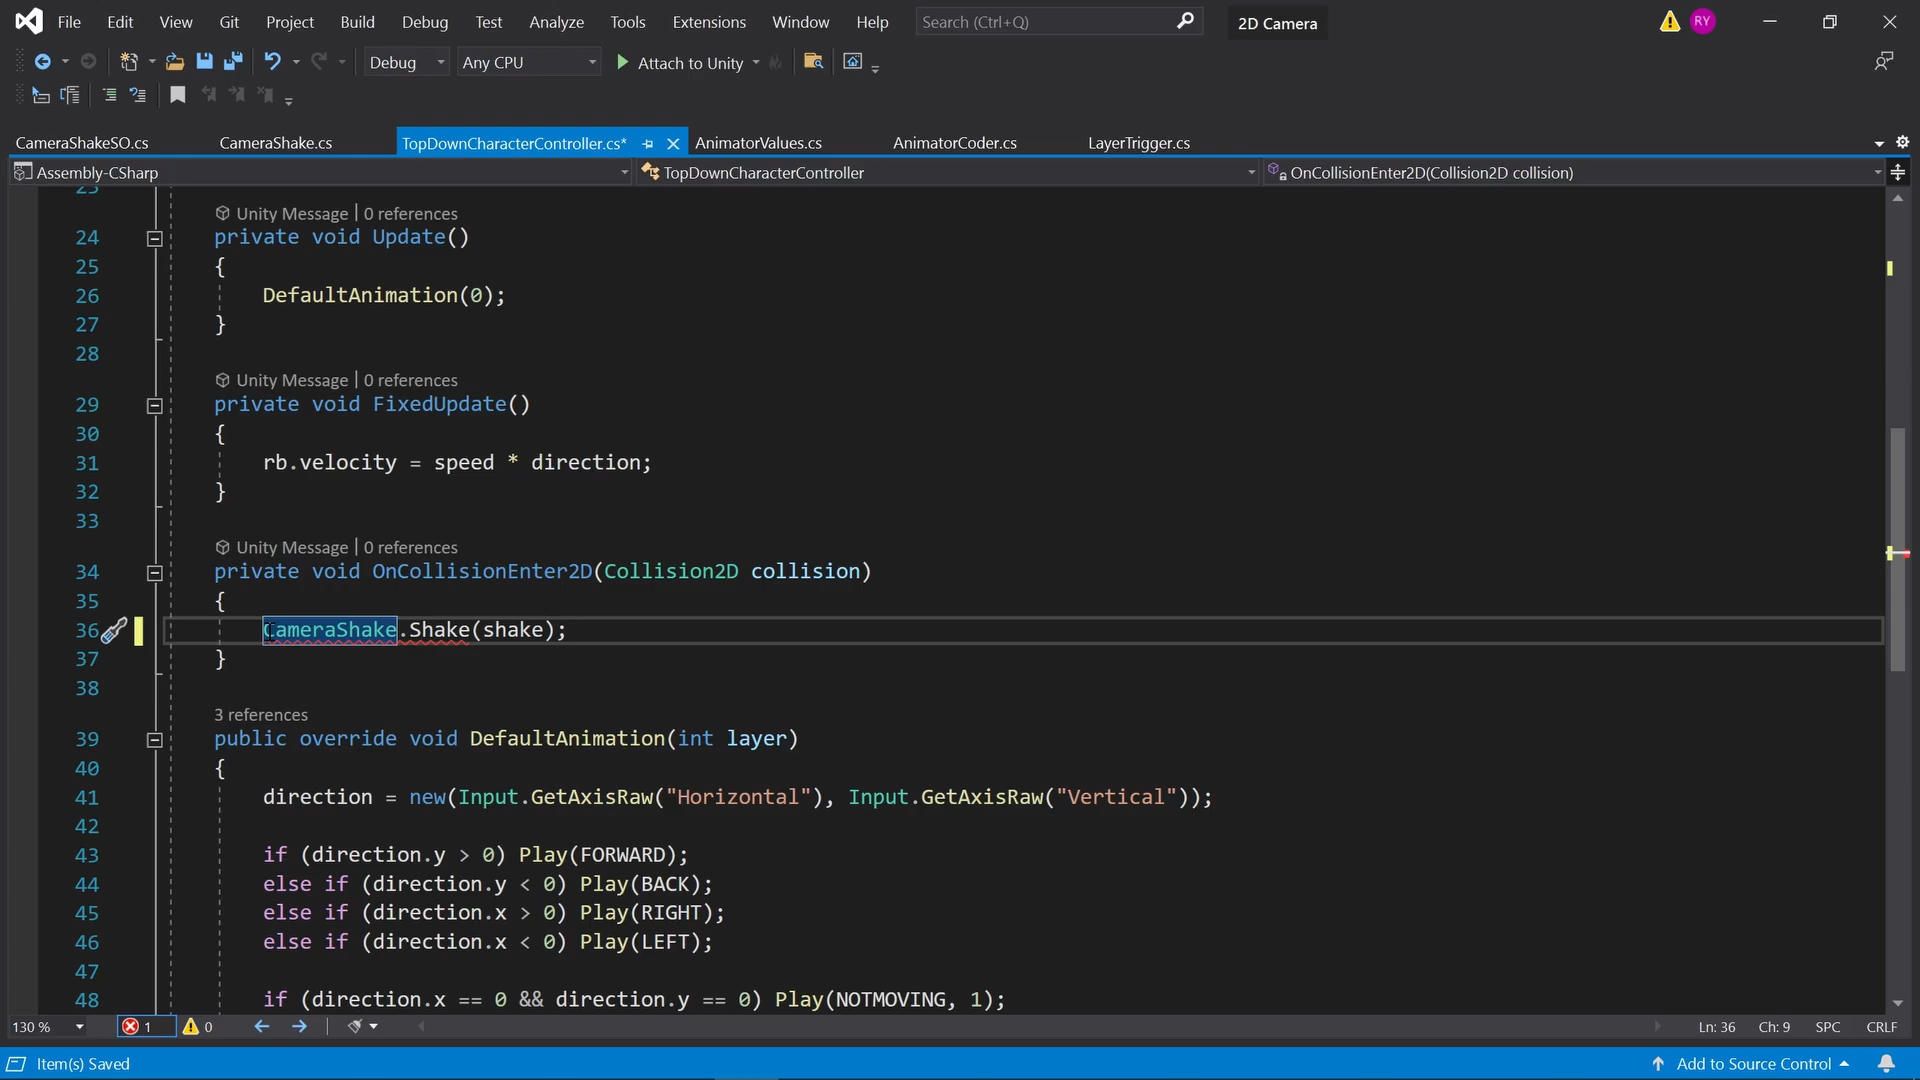 File Edit View Git Project Build Debug Test Analyze Tools Extensions Window Help Search (Ctrl+Q) 2D Camera RY
Debug Any CPU Attach to Unity
CameraShakeSO.cs CameraShake.cs TopDownCharacterController.cs* AnimatorValues.cs AnimatorCoder.cs LayerTrigger.cs
Assembly-CSharp TopDownCharacterController OnCollisionEnter2D(Collision2D collision)
23
Unity Message | 0 references
24 private void Update()
25 {
26 DefaultAnimation(0);
27 }
28
Unity Message | 0 references
29 private void FixedUpdate()
30 {
31 rb.velocity = speed * direction;
32 }
33
Unity Message | 0 references
34 private void OnCollisionEnter2D(Collision2D collision)
35 {
36 CameraShake.Shake(shake);
37 }
38
3 references
39 public override void DefaultAnimation(int layer)
40 {
41 direction = new(Input.GetAxisRaw("Horizontal"), Input.GetAxisRaw("Vertical"));
42
43 if (direction.y > 0) Play(FORWARD);
44 else if (direction.y < 0) Play(BACK);
45 else if (direction.x > 0) Play(RIGHT);
46 else if (direction.x < 0) Play(LEFT);
47
48 if (direction.x == 0 && direction.y == 0) Play(NOTMOVING, 1);
130 % 1 0 Ln: 36 Ch: 9 SPC CRLF
Item(s) Saved Add to Source Control